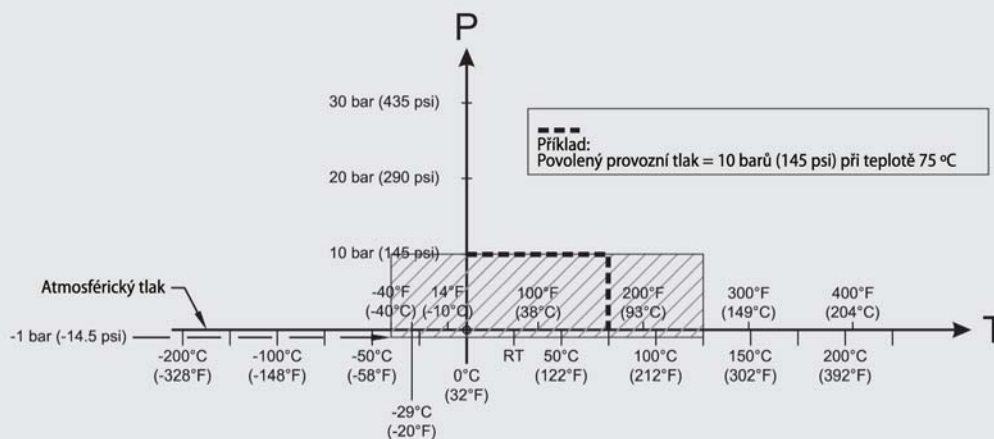 P
30 bar (435 psi)
Příklad:
Povolený provozní tlak = 10 barů (145 psi) při teplotě 75 ºC
20 bar (290 psi)
10 bar (145 psi)
Atmosférický tlak
-40°F 14°F 100°F 200°F 300°F 400°F
(-40°C) (-10°C) (38°C) (93°C) (149°C) (204°C)
T
-1 bar (-14.5 psi)
-200°C -100°C -50°C RT 50°C 100°C 150°C 200°C
(-328°F) (-148°F) (-58°F) 0°C (122°F) (212°F) (302°F) (392°F)
(32°F)
-29°C
(-20°F)